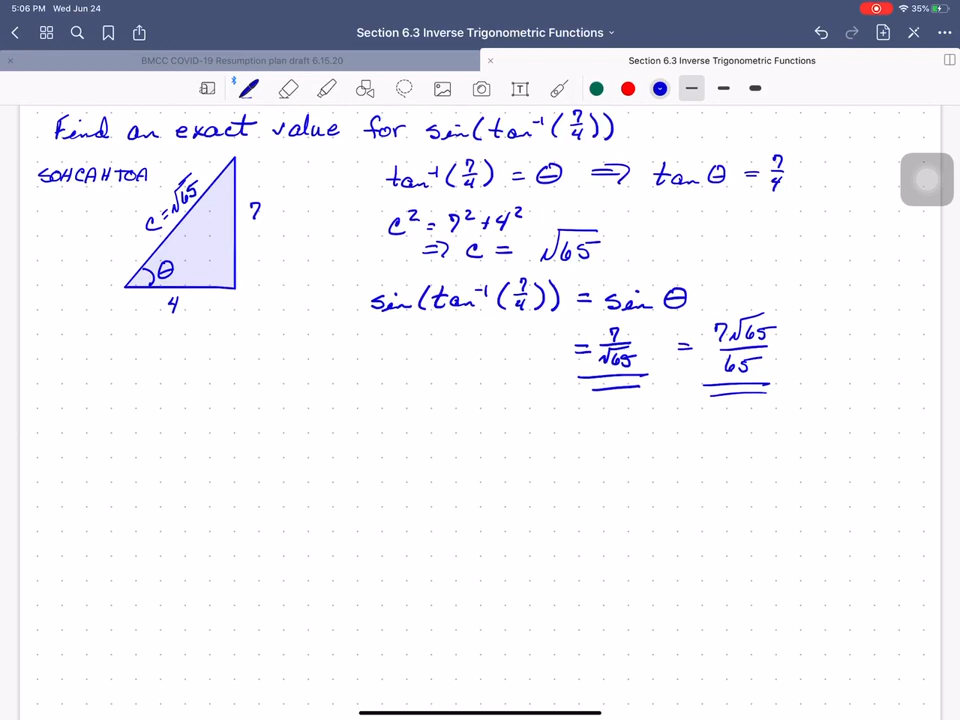 5:06 PM Wed Jun 24
35%
Section 6.3 Inverse Trigonometric Functions
BMCC COVID-19 Resumption plan draft 6.15.20
Section 6.3 Inverse Trigonometric Functions
Find an exact value for sin(tan⁻¹(7/4))
SOHCAHTOA
c = √65
7
θ
4
tan⁻¹(7/4) = θ ⇒ tan θ = 7/4
c² = 7² + 4²
⇒ c = √65
sin(tan⁻¹(7/4)) = sin θ
= 7/√65 = 7√65/65